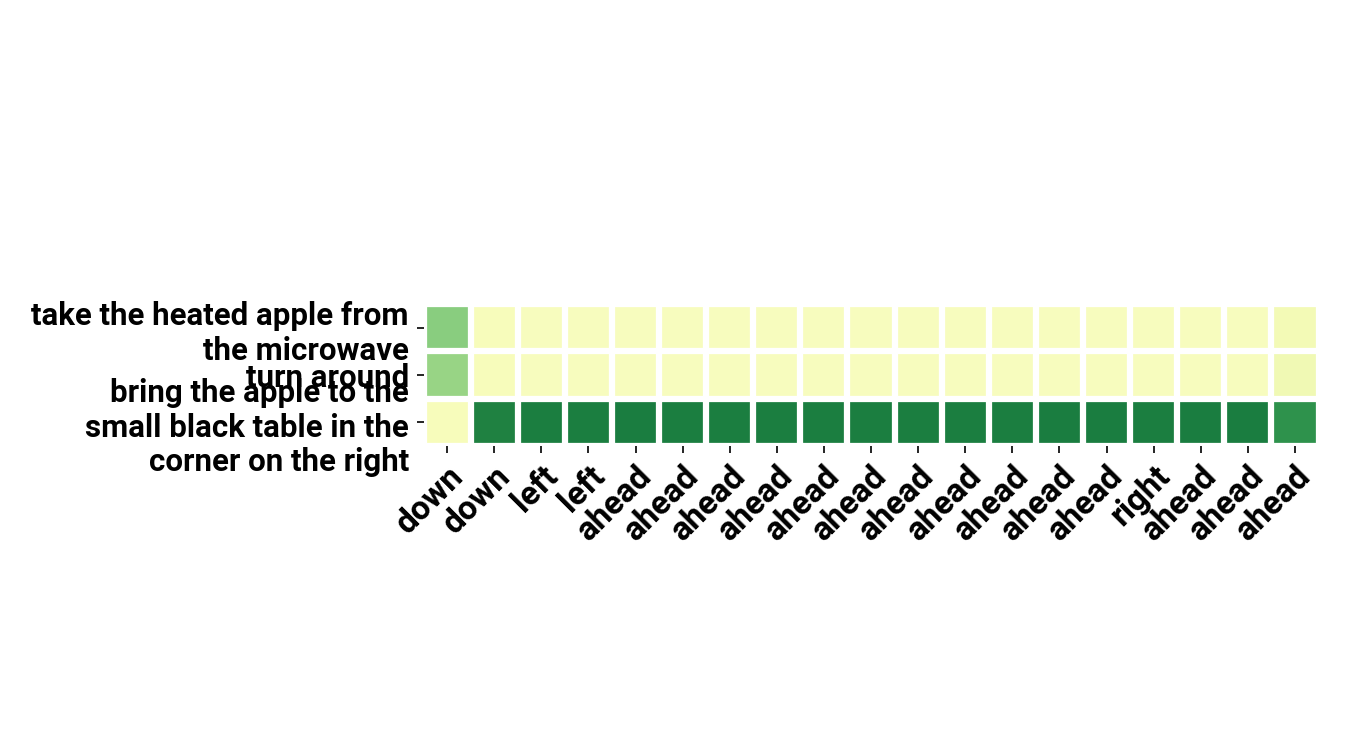 take the heated apple from
the microwave
turn around
bring the apple to the
small black table in the
corner on the right
down
down
left
left
ahead
ahead
ahead
ahead
ahead
ahead
ahead
ahead
ahead
ahead
ahead
right
ahead
ahead
ahead